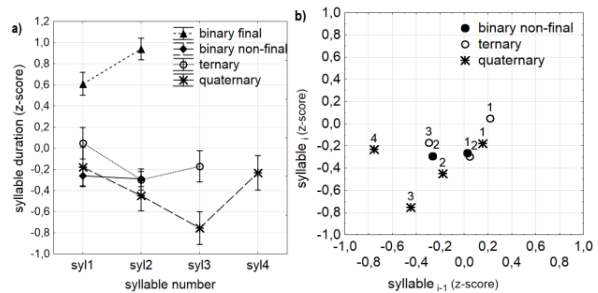 a)
syllable duration (z-score)
1,2
1,0
0,8
0,6
0,4
0,2
0,0
-0,2
-0,4
-0,6
-0,8
-1,0
binary final
binary non-final
ternary
quaternary
syl1 syl2 syl3 syl4
syllable number
b)
syllable i (z-score)
1,0
0,8
0,6
0,4
0,2
0,0
-0,2
-0,4
-0,6
-0,8
-1,0
binary non-final
ternary
quaternary
1
4 3 2 1 2 1
2
3
-1,0 -0,6 -0,2 0,2 0,6 1,0
-0,8 -0,4 0,0 0,4 0,8
syllable i-1 (z-score)